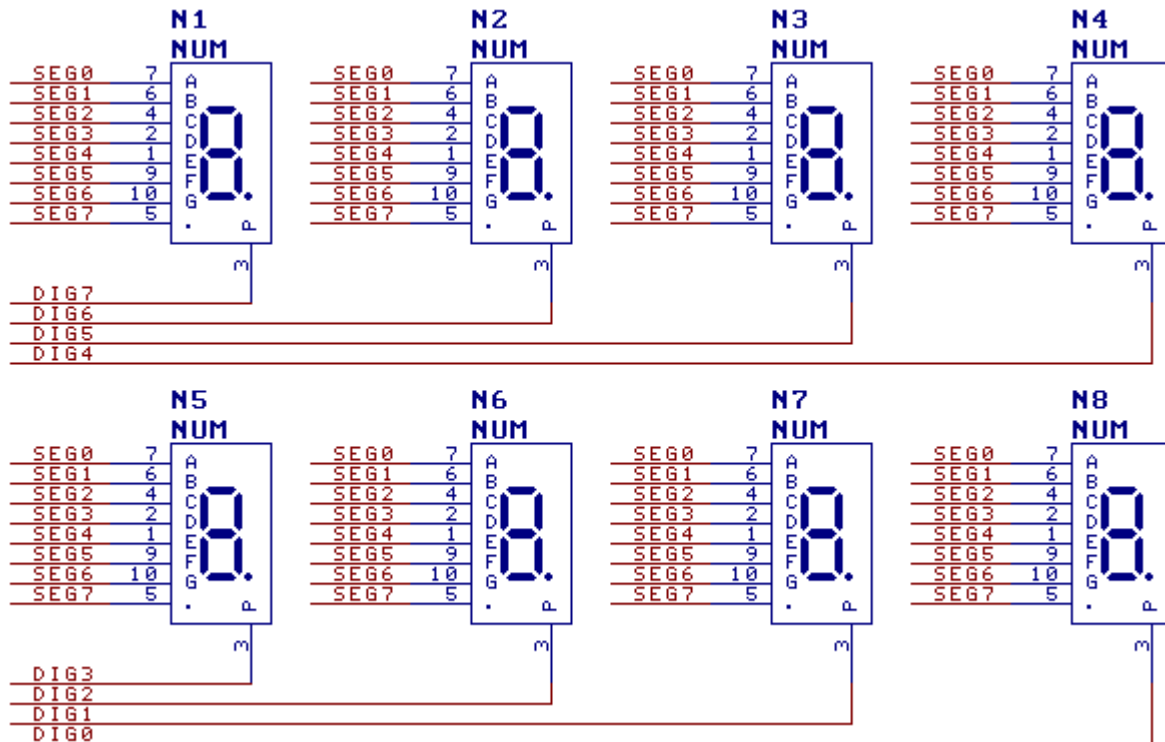 N1 N2 N3 N4
NUM NUM NUM NUM
SEG0 7 A SEG0 7 A SEG0 7 A SEG0 7 A
SEG1 6 B SEG1 6 B SEG1 6 B SEG1 6 B
SEG2 4 C SEG2 4 C SEG2 4 C SEG2 4 C
SEG3 2 D SEG3 2 D SEG3 2 D SEG3 2 D
SEG4 1 E SEG4 1 E SEG4 1 E SEG4 1 E
SEG5 9 F SEG5 9 F SEG5 9 F SEG5 9 F
SEG6 10 G SEG6 10 G SEG6 10 G SEG6 10 G
SEG7 5 . P SEG7 5 . P SEG7 5 . P SEG7 5 . P
3 3 3 3
DIG7
DIG6
DIG5
DIG4
N5 N6 N7 N8
NUM NUM NUM NUM
SEG0 7 A SEG0 7 A SEG0 7 A SEG0 7 A
SEG1 6 B SEG1 6 B SEG1 6 B SEG1 6 B
SEG2 4 C SEG2 4 C SEG2 4 C SEG2 4 C
SEG3 2 D SEG3 2 D SEG3 2 D SEG3 2 D
SEG4 1 E SEG4 1 E SEG4 1 E SEG4 1 E
SEG5 9 F SEG5 9 F SEG5 9 F SEG5 9 F
SEG6 10 G SEG6 10 G SEG6 10 G SEG6 10 G
SEG7 5 . P SEG7 5 . P SEG7 5 . P SEG7 5 . P
3 3 3 3
DIG3
DIG2
DIG1
DIG0